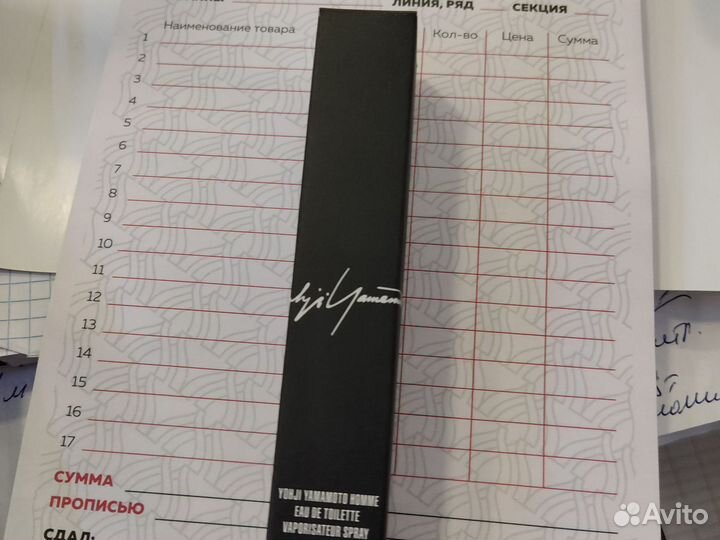 ЛИНИЯ, РЯД СЕКЦИЯ
Наименование товара Кол-во Цена Сумма
1
2
3
4
5
6
7
8
9
10
11
12
13
14
15
16
17
Yamamo
СУММА
ПРОПИСЬЮ
СДАЛ:
YOHJI YAMAMOTO HOMME
EAU DE TOILETTE
VAPORISATEUR SPRAY
Avito